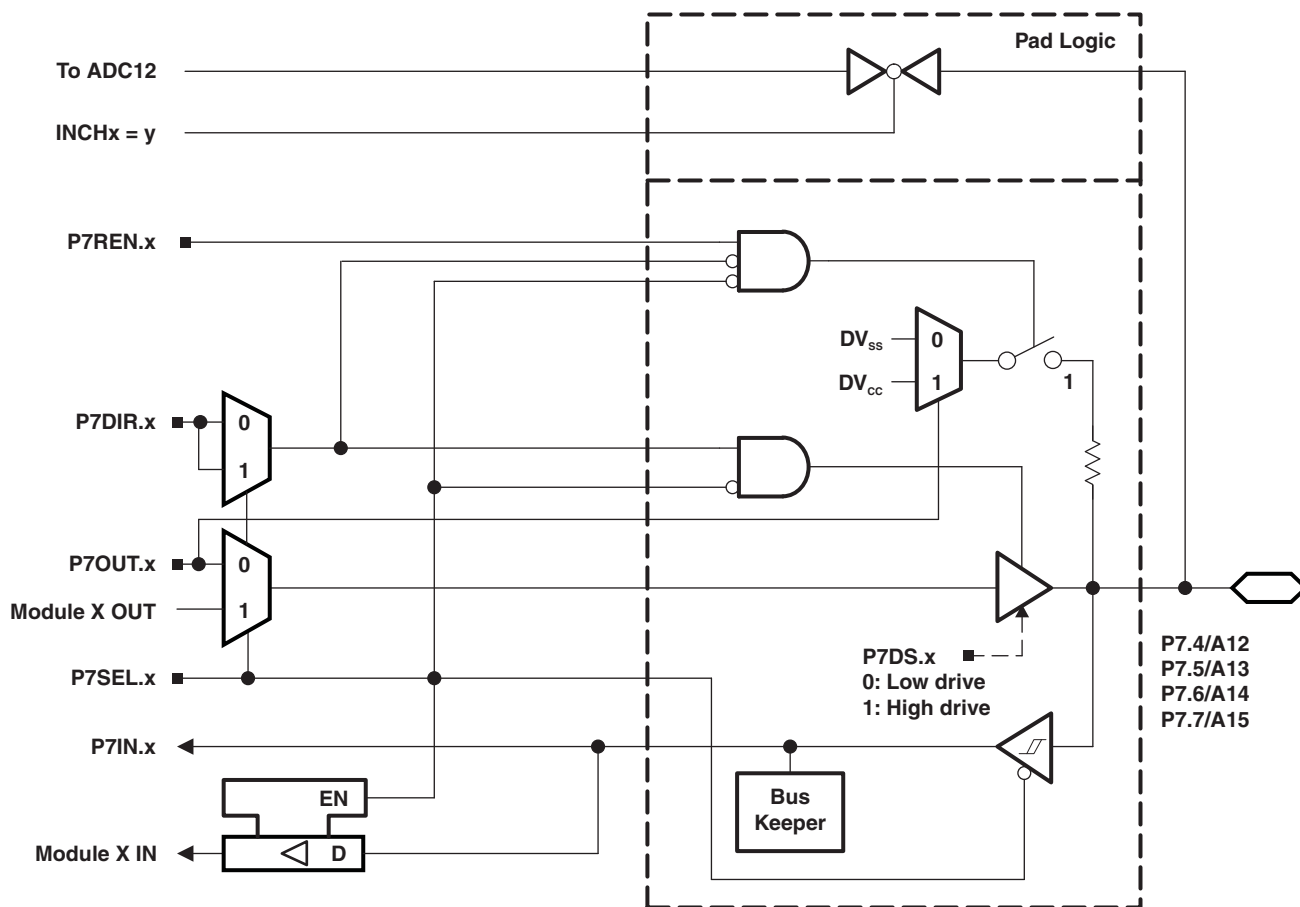 Pad Logic
To ADC12
INCHx = y
P7REN.x
DVSS
0
DVCC
1
1
P7DIR.x
0
1
P7OUT.x
0
Module X OUT
1
P7SEL.x
P7DS.x
0: Low drive
1: High drive
P7.4/A12
P7.5/A13
P7.6/A14
P7.7/A15
P7IN.x
Bus
Keeper
EN
Module X IN
D